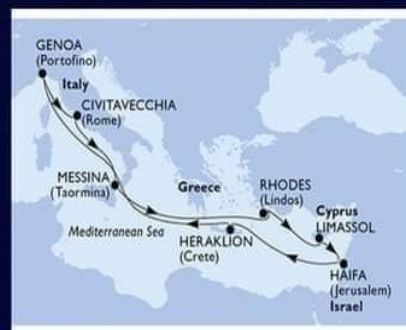 GENOA
(Portofino)
Italy
CIVITAVECCHIA
(Rome)
MESSINA
(Taormina)
Greece
RHODES
(Lindos)
Cyprus
LIMASSOL
Mediterranean Sea
HERAKLION
(Crete)
HAIFA
(Jerusalem)
Israel